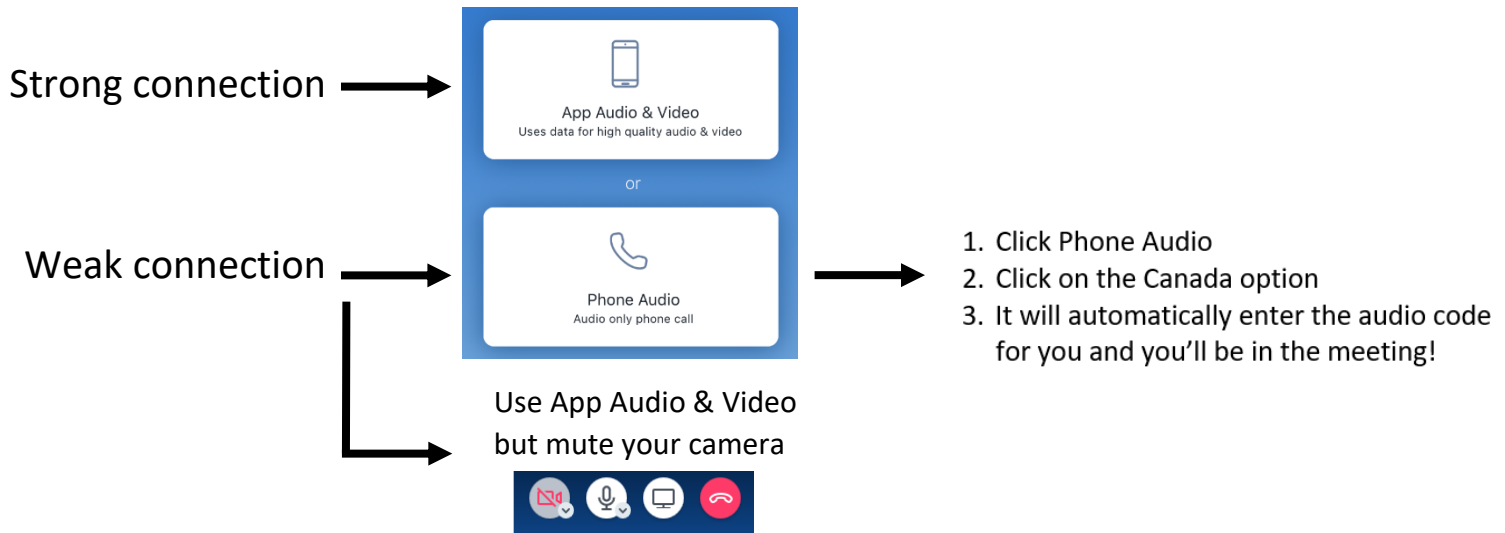 Strong connection
App Audio & Video
Uses data for high quality audio & video
or
Weak connection
Phone Audio
Audio only phone call
1. Click Phone Audio
2. Click on the Canada option
3. It will automatically enter the audio code
for you and you’ll be in the meeting!
Use App Audio & Video
but mute your camera